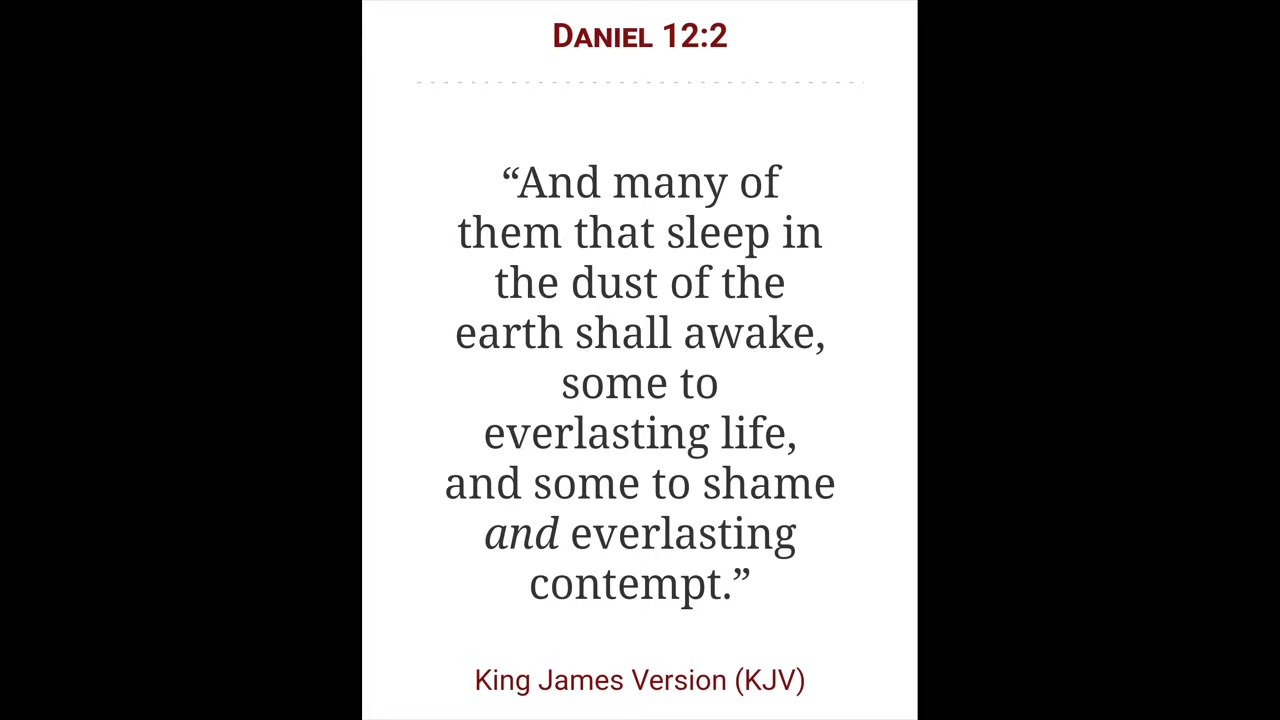 Daniel 12:2
“And many of
them that sleep in
the dust of the
earth shall awake,
some to
everlasting life,
and some to shame
and everlasting
contempt.”
King James Version (KJV)